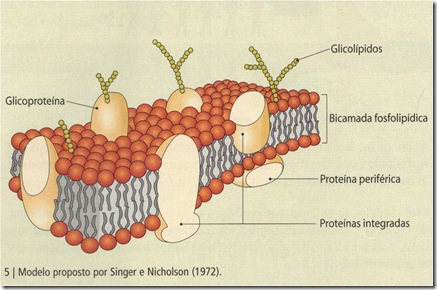 Glicolípidos
Glicoproteína
Bicamada fosfolipídica
Proteína periférica
Proteínas integradas
5 | Modelo proposto por Singer e Nicholson (1972).